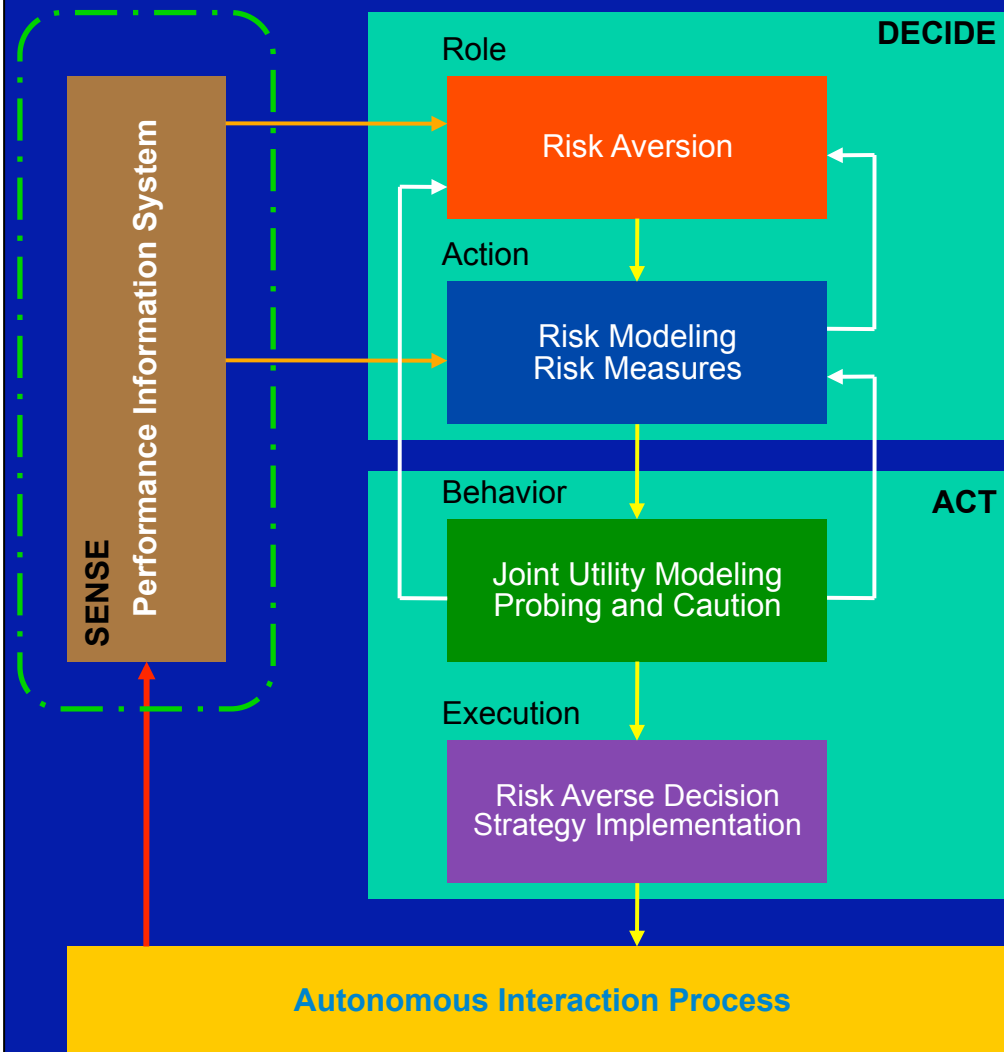 DECIDE
Role
Risk Aversion
Action
Risk Modeling
Risk Measures
SENSE
Performance Information System
Behavior
ACT
Joint Utility Modeling
Probing and Caution
Execution
Risk Averse Decision
Strategy Implementation
Autonomous Interaction Process